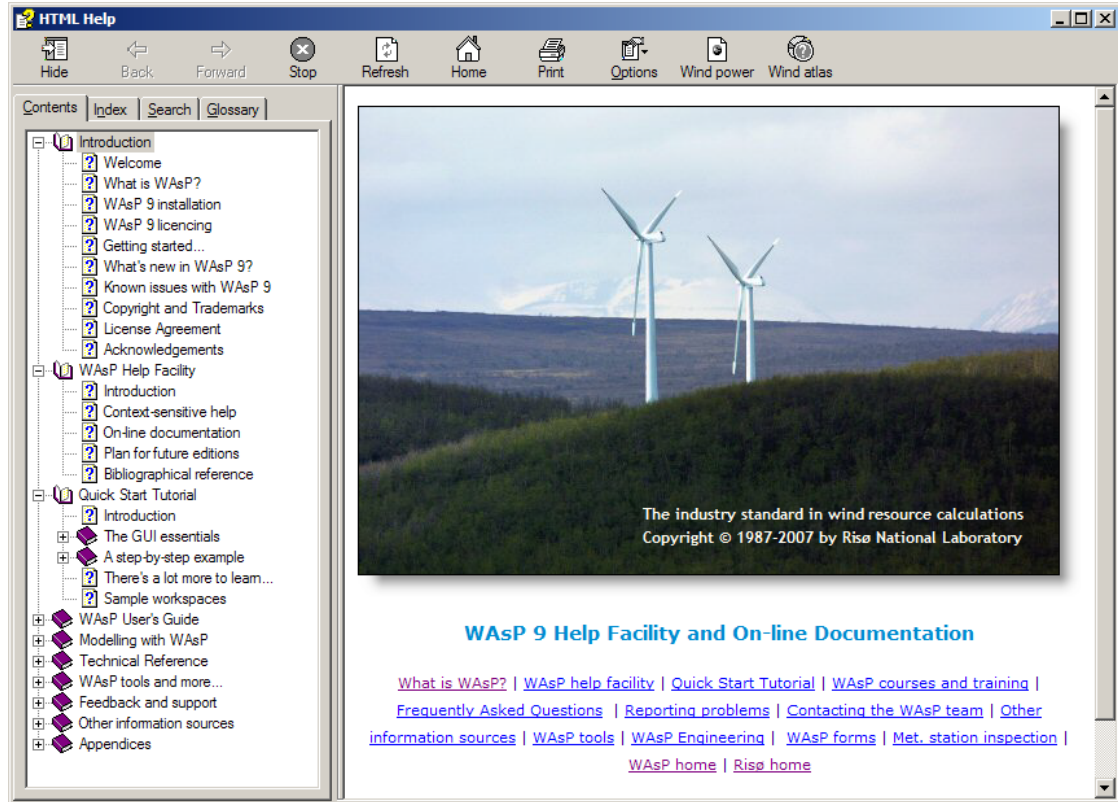 HTML Help
Hide Back Forward Stop Refresh Home Print Options Wind power Wind atlas
Contents Index Search Glossary
Introduction
Welcome
What is WAsP?
WAsP 9 installation
WAsP 9 licencing
Getting started...
What's new in WAsP 9?
Known issues with WAsP 9
Copyright and Trademarks
License Agreement
Acknowledgements
WAsP Help Facility
Introduction
Context-sensitive help
On-line documentation
Plan for future editions
Bibliographical reference
Quick Start Tutorial
Introduction
The GUI essentials
A step-by-step example
There's a lot more to learn...
Sample workspaces
WAsP User's Guide
Modelling with WAsP
Technical Reference
WAsP tools and more...
Feedback and support
Other information sources
Appendices
The industry standard in wind resource calculations
Copyright © 1987-2007 by Risø National Laboratory
WAsP 9 Help Facility and On-line Documentation
What is WAsP? | WAsP help facility | Quick Start Tutorial | WAsP courses and training |
Frequently Asked Questions | Reporting problems | Contacting the WAsP team | Other
information sources | WAsP tools | WAsP Engineering | WAsP forms | Met. station inspection |
WAsP home | Risø home